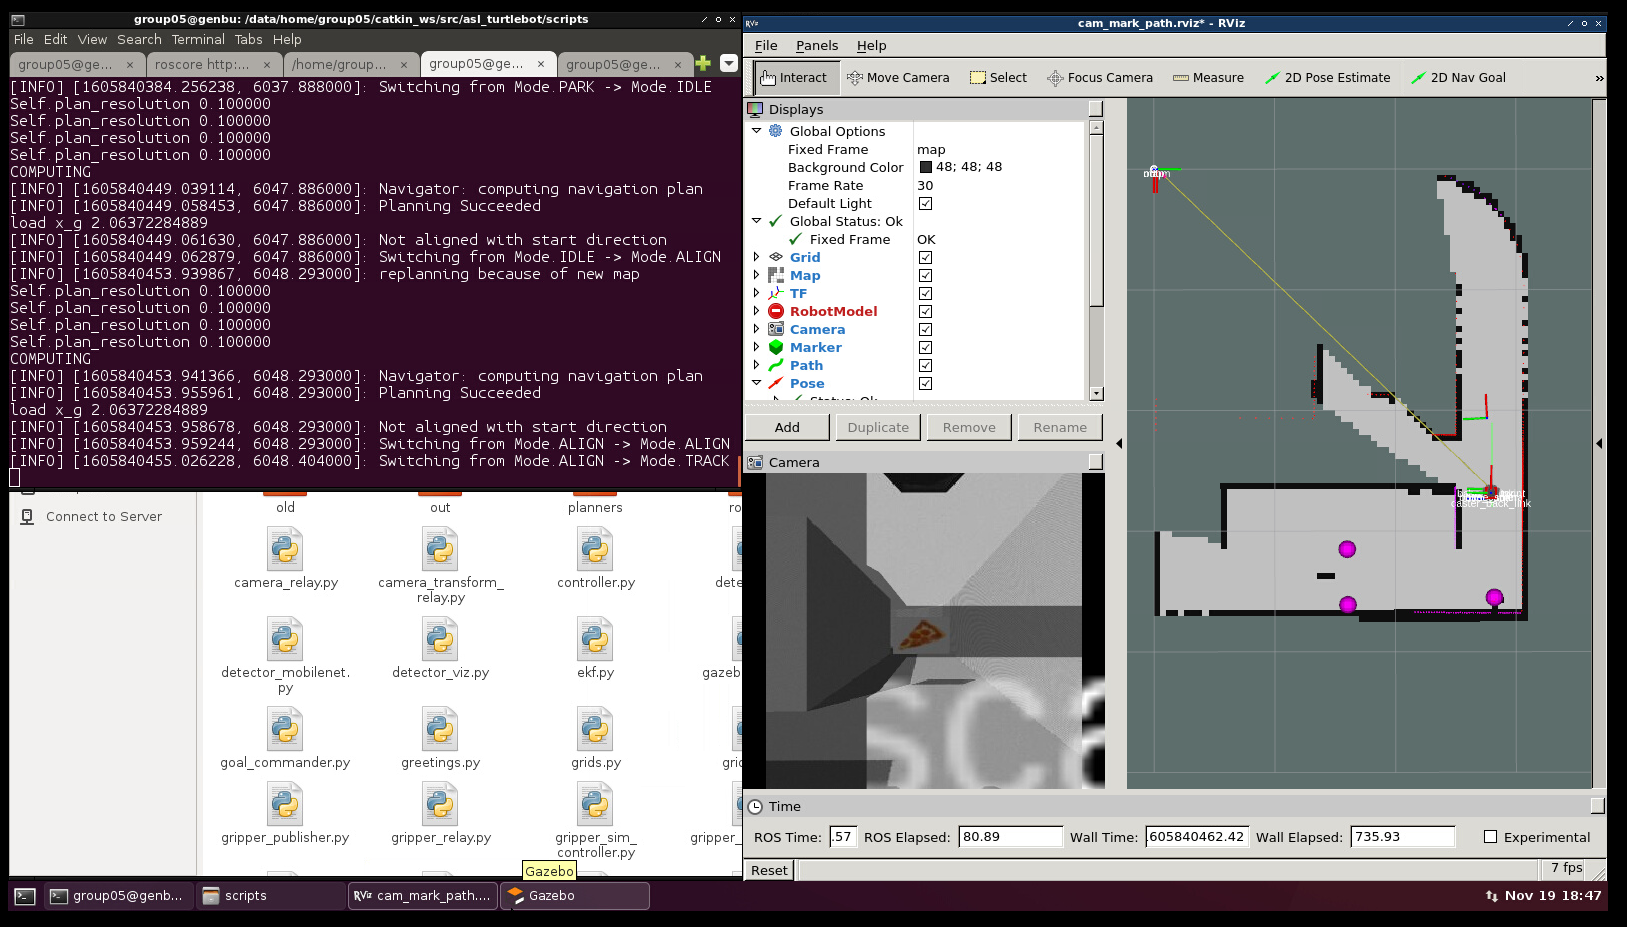 group05@genbu: /data/home/group05/catkin_ws/src/asl_turtlebot/scripts
File Edit View Search Terminal Tabs Help
group05@ge... × roscore http:... × /home/group... × group05@ge... × group05@ge... ×
[INFO] [1605840384.256238, 6037.888000]: Switching from Mode.PARK -> Mode.IDLE
Self.plan_resolution 0.100000
Self.plan_resolution 0.100000
Self.plan_resolution 0.100000
Self.plan_resolution 0.100000
COMPUTING
[INFO] [1605840449.039114, 6047.886000]: Navigator: computing navigation plan
[INFO] [1605840449.058453, 6047.886000]: Planning Succeeded
load x_g 2.06372284889
[INFO] [1605840449.061630, 6047.886000]: Not aligned with start direction
[INFO] [1605840449.062879, 6047.886000]: Switching from Mode.IDLE -> Mode.ALIGN
[INFO] [1605840453.939867, 6048.293000]: replanning because of new map
Self.plan_resolution 0.100000
Self.plan_resolution 0.100000
Self.plan_resolution 0.100000
Self.plan_resolution 0.100000
COMPUTING
[INFO] [1605840453.941366, 6048.293000]: Navigator: computing navigation plan
[INFO] [1605840453.955961, 6048.293000]: Planning Succeeded
load x_g 2.06372284889
[INFO] [1605840453.958678, 6048.293000]: Not aligned with start direction
[INFO] [1605840453.959244, 6048.293000]: Switching from Mode.ALIGN -> Mode.ALIGN
[INFO] [1605840455.026228, 6048.404000]: Switching from Mode.ALIGN -> Mode.TRACK
Connect to Server
old out planners ro
camera_relay.py camera_transform_relay.py controller.py dete
detector_mobilenet.py detector_viz.py ekf.py gazeb
goal_commander.py greetings.py grids.py gric
gripper_publisher.py gripper_relay.py gripper_sim_controller.py gripper_
Gazebo
RViz cam_mark_path.rviz* - RViz
File Panels Help
Interact Move Camera Select Focus Camera Measure 2D Pose Estimate 2D Nav Goal »
Displays
Global Options
Fixed Frame map
Background Color 48; 48; 48
Frame Rate 30
Default Light
Global Status: Ok
Fixed Frame OK
Grid
Map
TF
RobotModel
Camera
Marker
Path
Pose
Status: Ok
Add Duplicate Remove Rename
Camera
sca
caster_back_link
Time
ROS Time: .57 ROS Elapsed: 80.89 Wall Time: 605840462.42 Wall Elapsed: 735.93 Experimental
Reset 7 fps
group05@genb... scripts RViz cam_mark_path.... Gazebo Nov 19 18:47